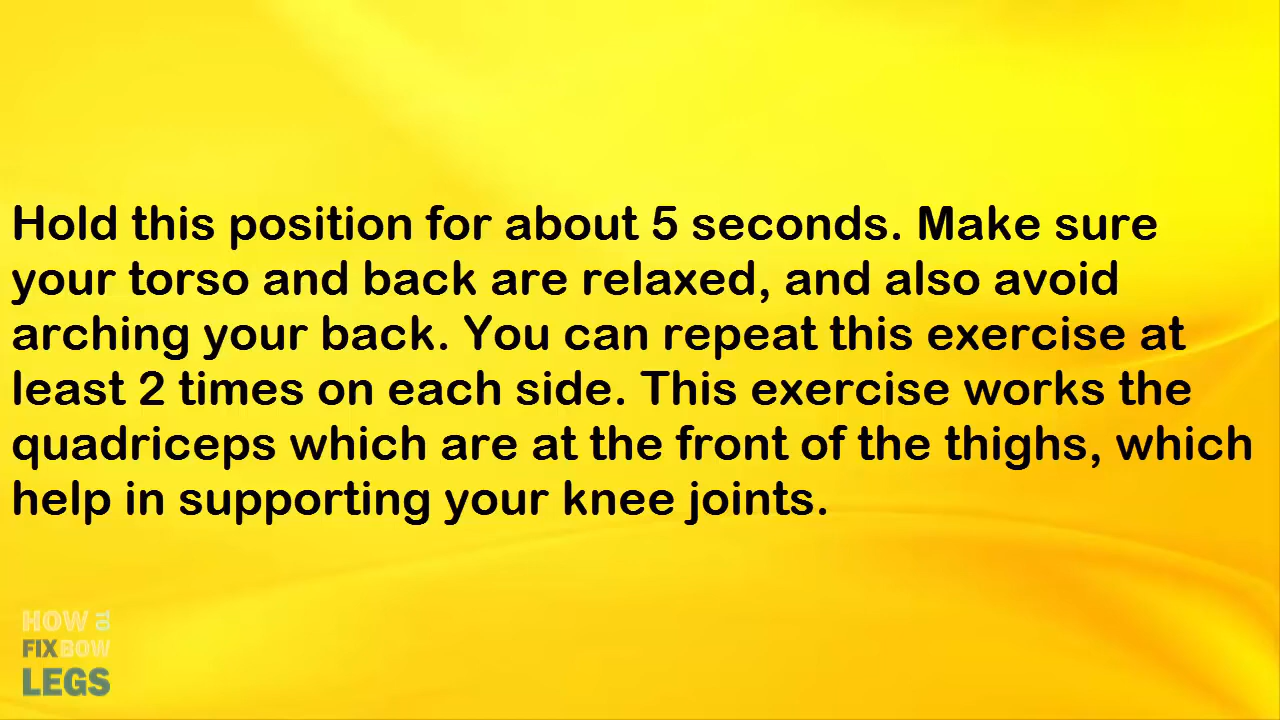 Hold this position for about 5 seconds. Make sure
your torso and back are relaxed, and also avoid
arching your back. You can repeat this exercise at
least 2 times on each side. This exercise works the
quadriceps which are at the front of the thighs, which
help in supporting your knee joints.
HOW TO
FIX BOW
LEGS